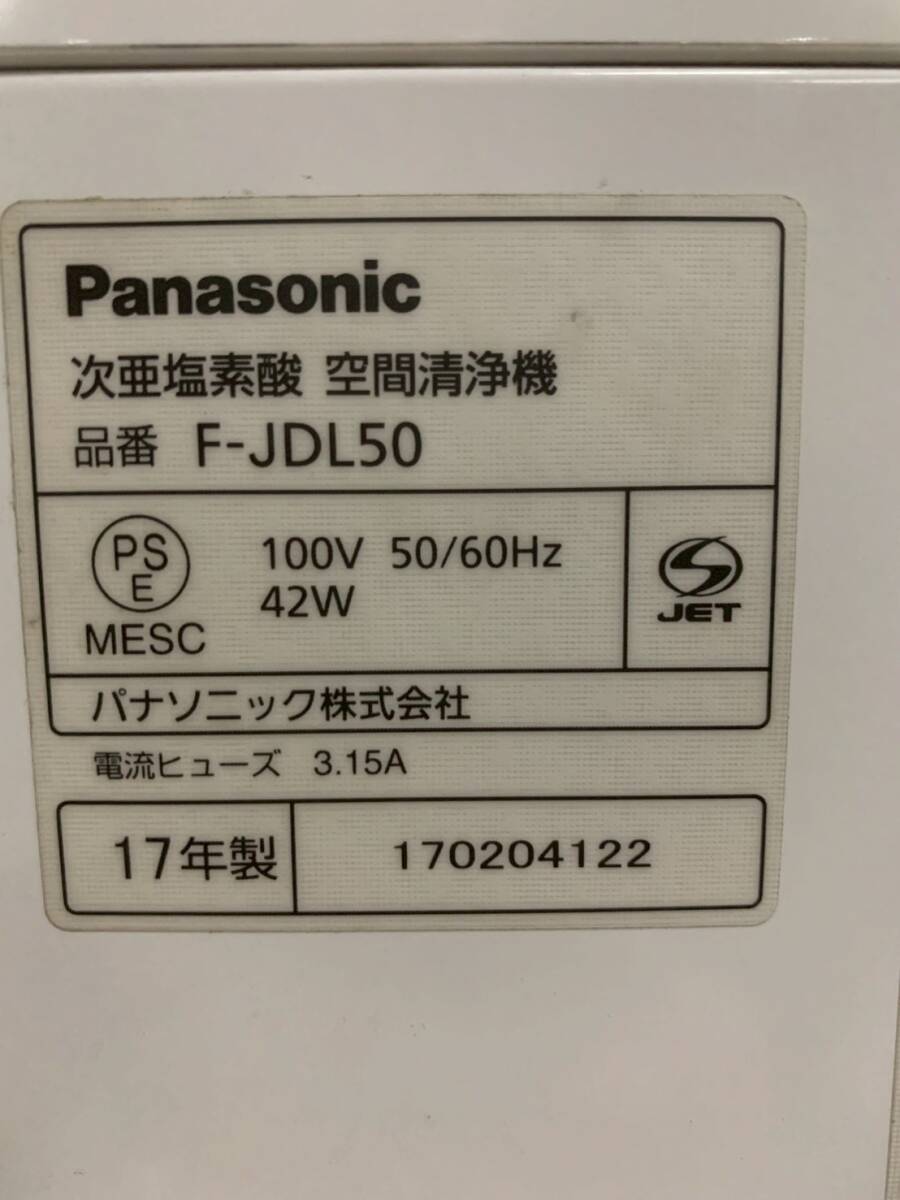 Panasonic
次亜塩素酸 空間清浄機
品番 F-JDL50
PS
E
MESC
100V 50/60Hz
42W
JET
パナソニック株式会社
電流ヒューズ 3.15A
17年製 170204122